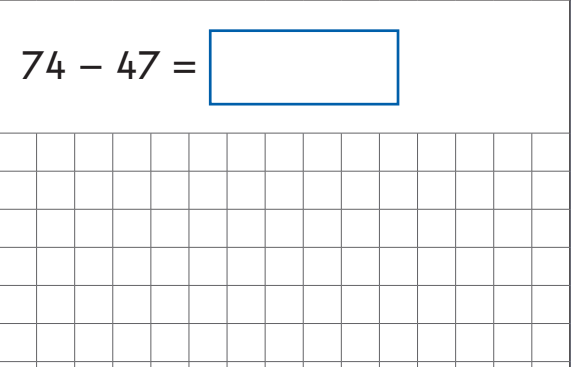 74 – 47 =